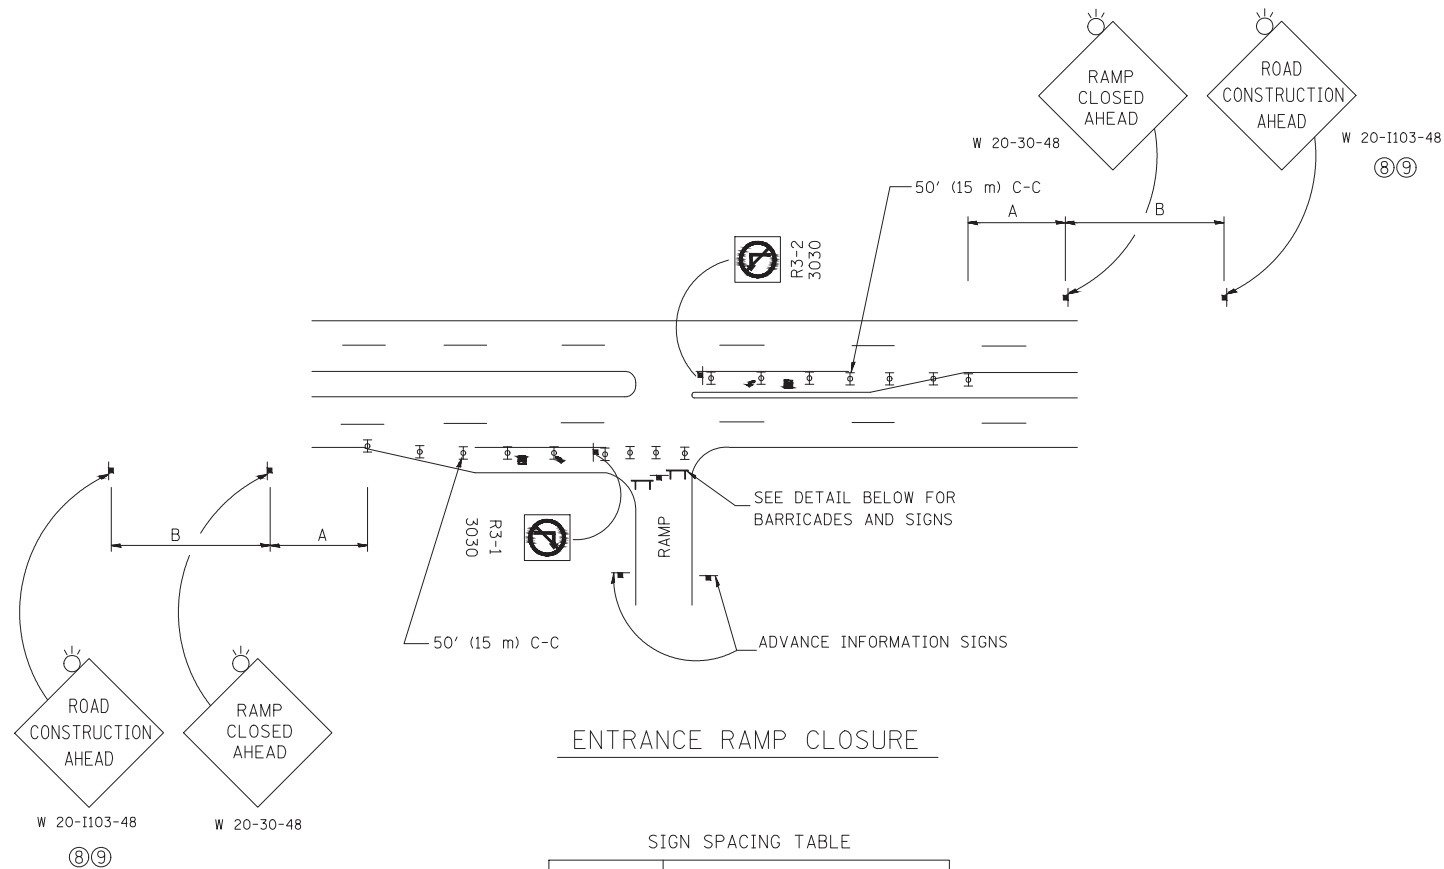 RAMP
CLOSED
AHEAD
W 20-30-48
ROAD
CONSTRUCTION
AHEAD
W 20-I103-48
⑧⑨
50' (15 m) C-C
A
B
R3-2
3030
SEE DETAIL BELOW FOR
BARRICADES AND SIGNS
B
A
R3-1
3030
RAMP
50' (15 m) C-C
ADVANCE INFORMATION SIGNS
ROAD
CONSTRUCTION
AHEAD
W 20-I103-48
⑧⑨
RAMP
CLOSED
AHEAD
W 20-30-48
ENTRANCE RAMP CLOSURE
SIGN SPACING TABLE